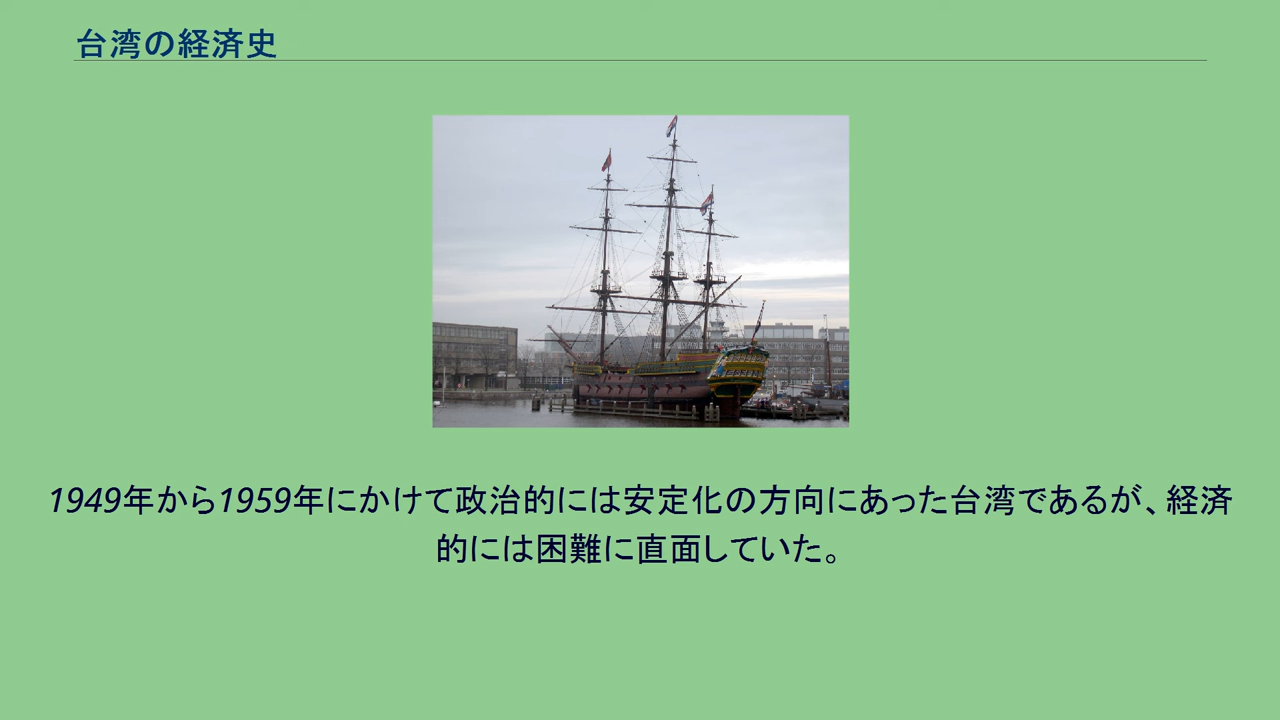 台湾の経済史
1949年から1959年にかけて政治的には安定化の方向にあった台湾であるが、経済
的には困難に直面していた。